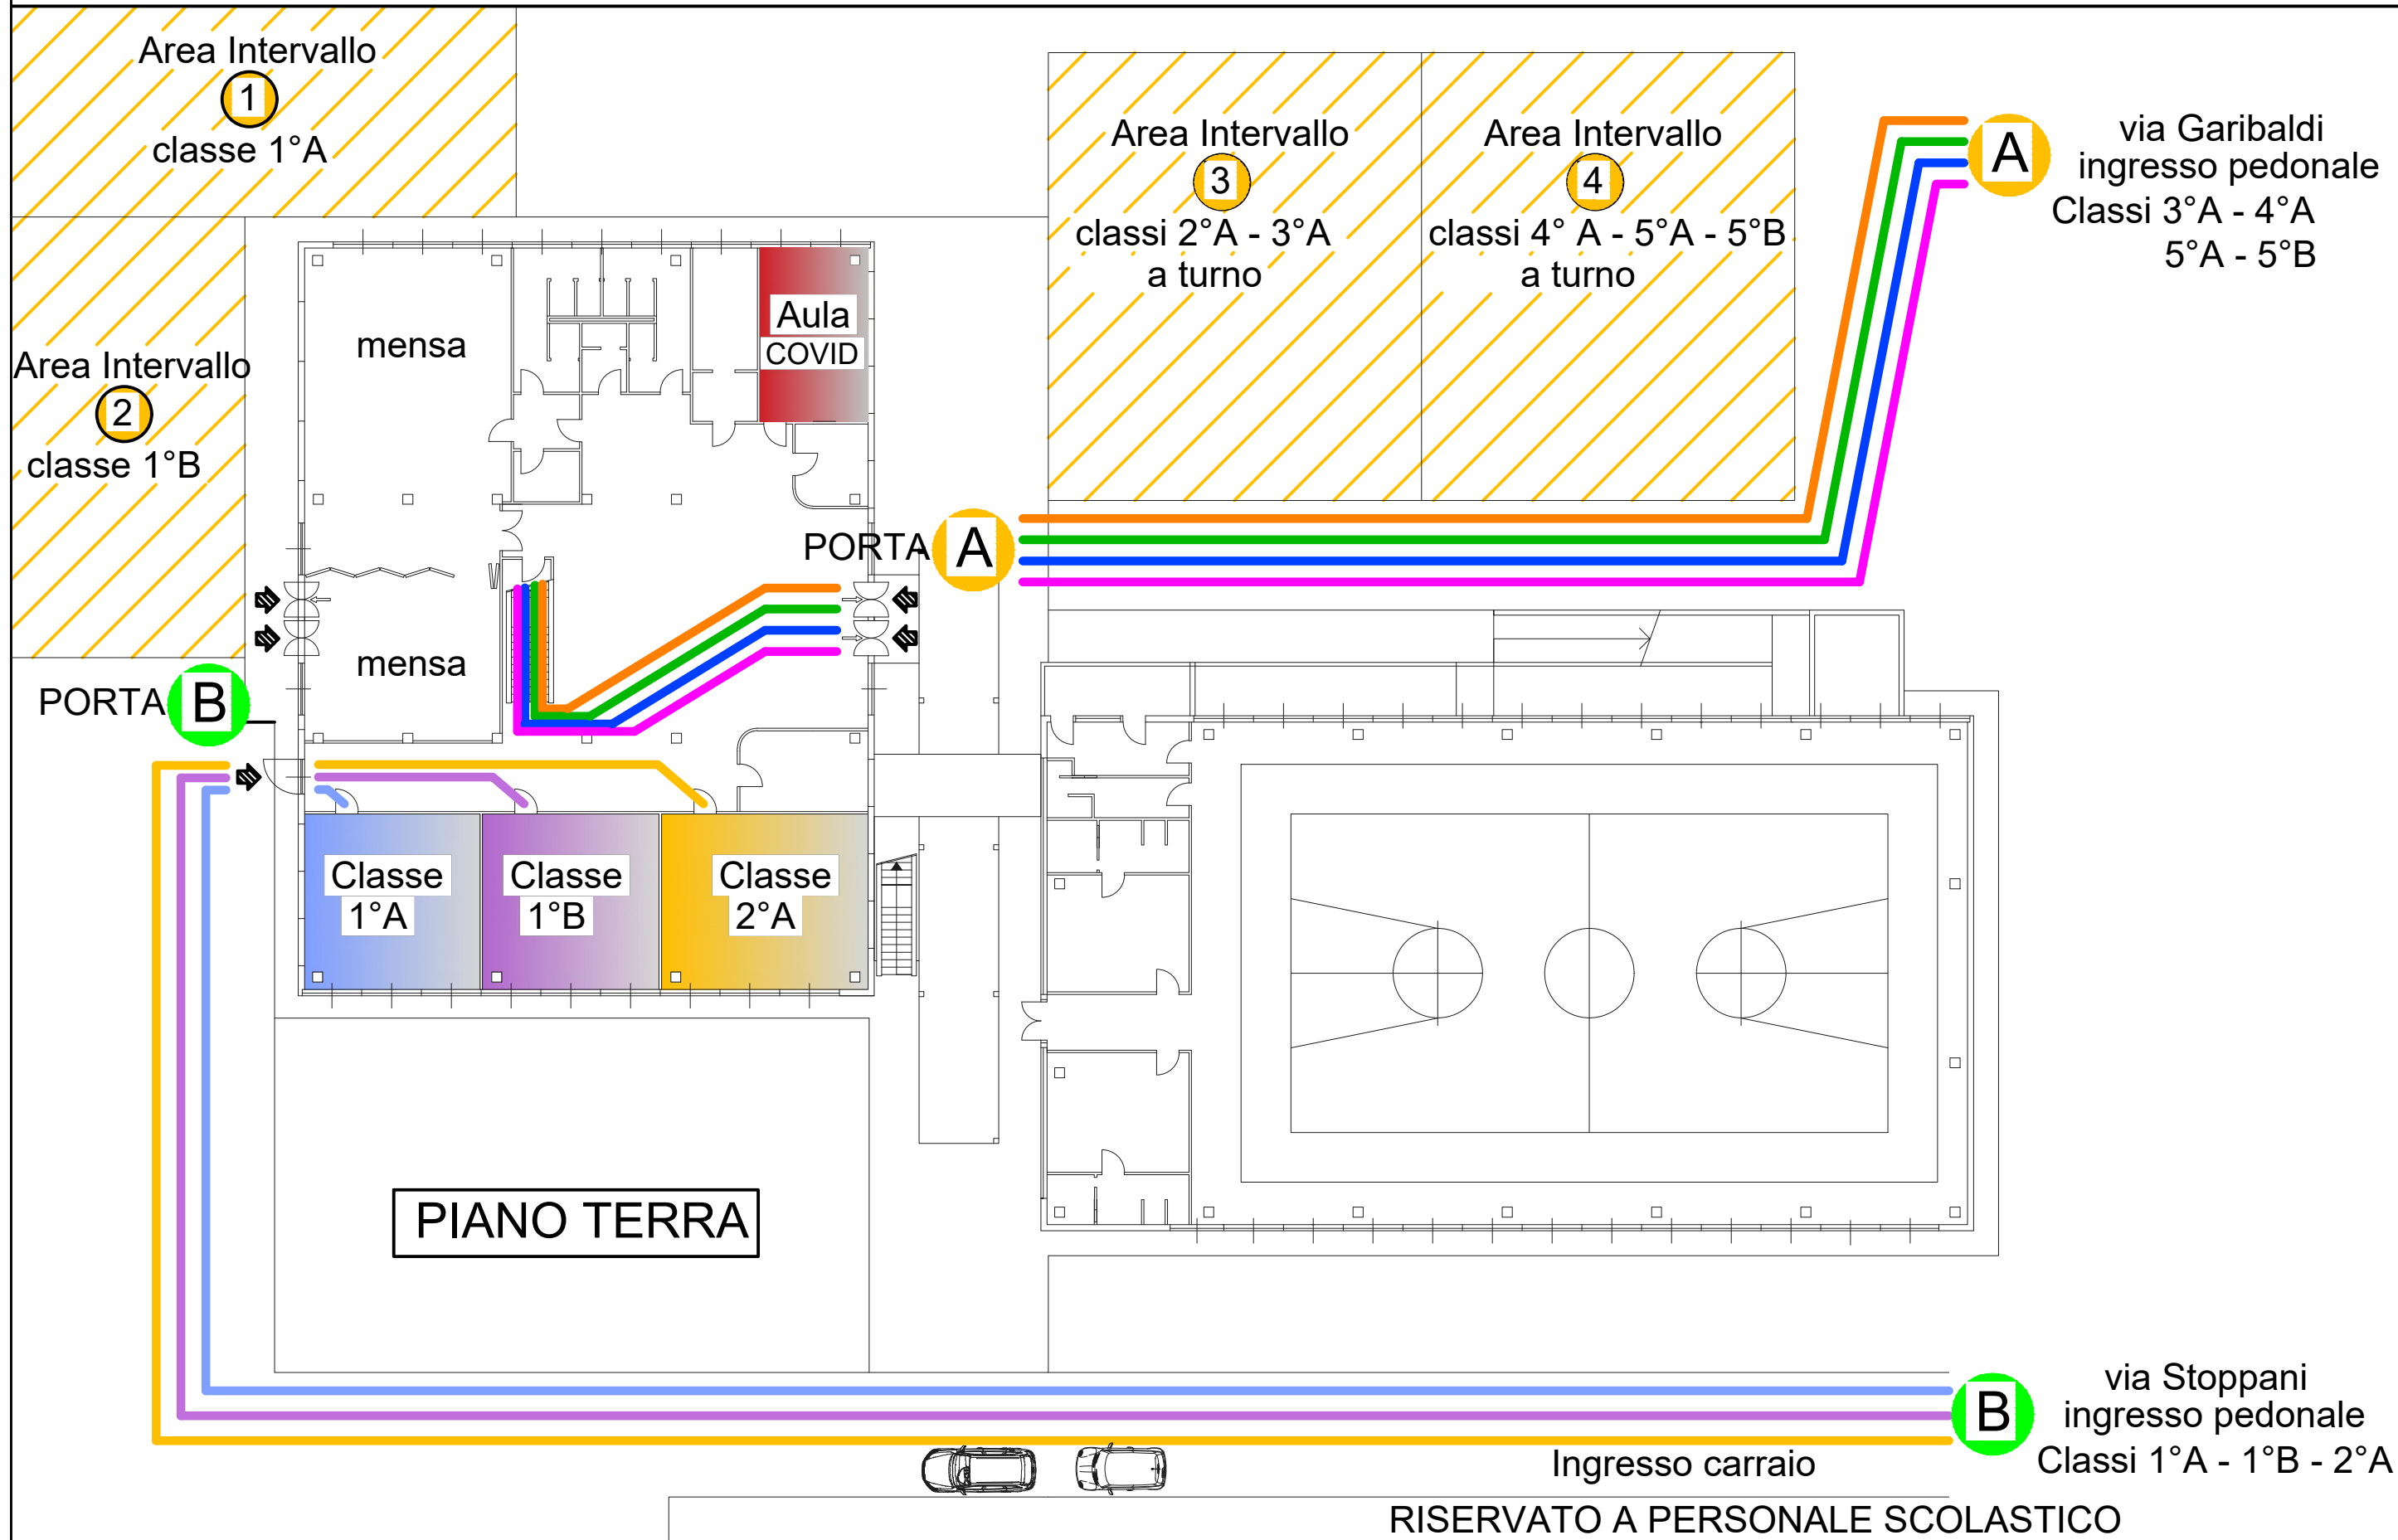 Area Intervallo
1
classe 1°A
Area Intervallo
2
classe 1°B
Area Intervallo
3
classi 2°A - 3°A
a turno
Area Intervallo
4
classi 4° A - 5°A - 5°B
a turno
A
via Garibaldi
ingresso pedonale
Classi 3°A - 4°A
5°A - 5°B
mensa
Aula
COVID
PORTA A
mensa
PORTA B
Classe
1°A
Classe
1°B
Classe
2°A
PIANO TERRA
B
via Stoppani
ingresso pedonale
Classi 1°A - 1°B - 2°A
Ingresso carraio
RISERVATO A PERSONALE SCOLASTICO